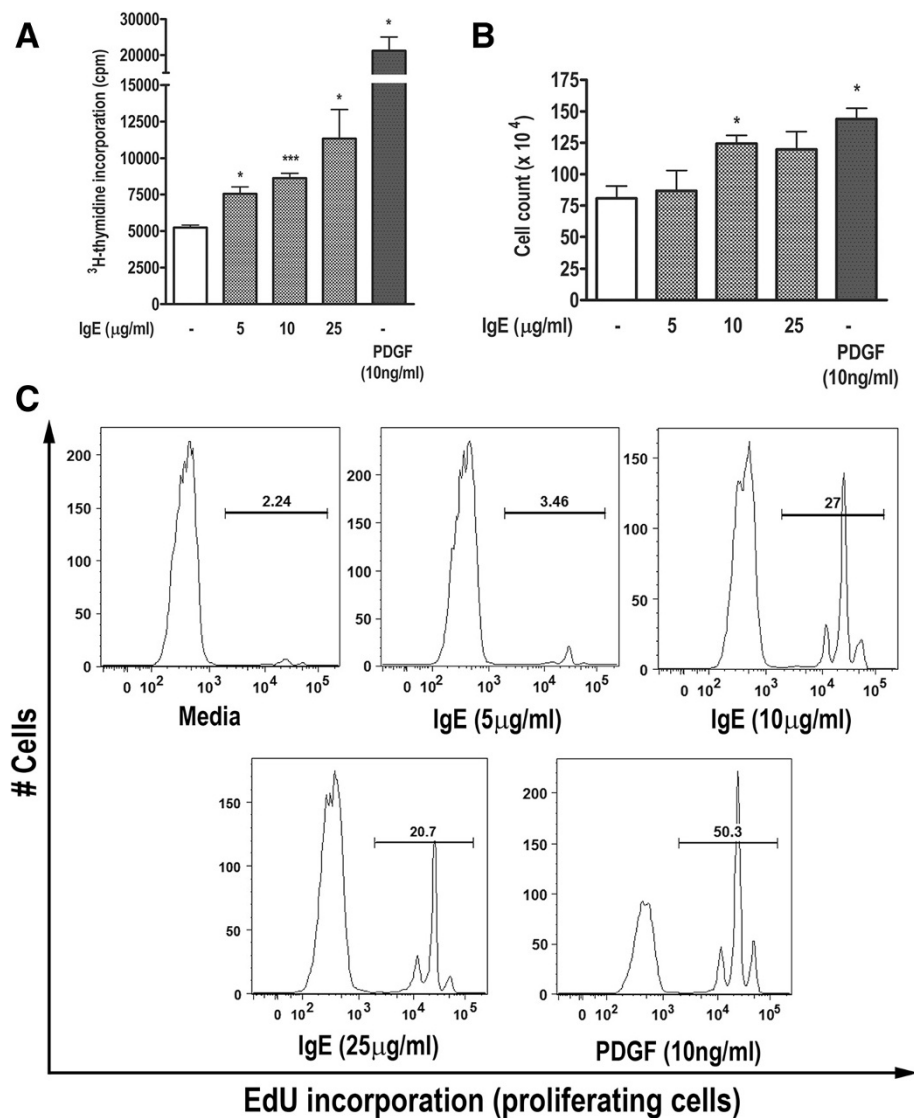 A
³H-thymidine incorporation (cpm)
30000
20000
15000
12500
10000
7500
5000
2500
0
*
***
*
*
IgE (μg/ml) - 5 10 25 -
PDGF
(10ng/ml)
B
Cell count (x 10⁴)
175
150
125
100
75
50
25
0
*
*
IgE (μg/ml) - 5 10 25 -
PDGF
(10ng/ml)
C
# Cells
200
150
100
50
0
2.24
0 10² 10³ 10⁴ 10⁵
Media
200
150
100
50
0
3.46
0 10² 10³ 10⁴ 10⁵
IgE (5μg/ml)
150
100
50
0
27
0 10² 10³ 10⁴ 10⁵
IgE (10μg/ml)
150
100
50
0
20.7
0 10² 10³ 10⁴ 10⁵
IgE (25μg/ml)
200
150
100
50
0
50.3
0 10² 10³ 10⁴ 10⁵
PDGF (10ng/ml)
EdU incorporation (proliferating cells)